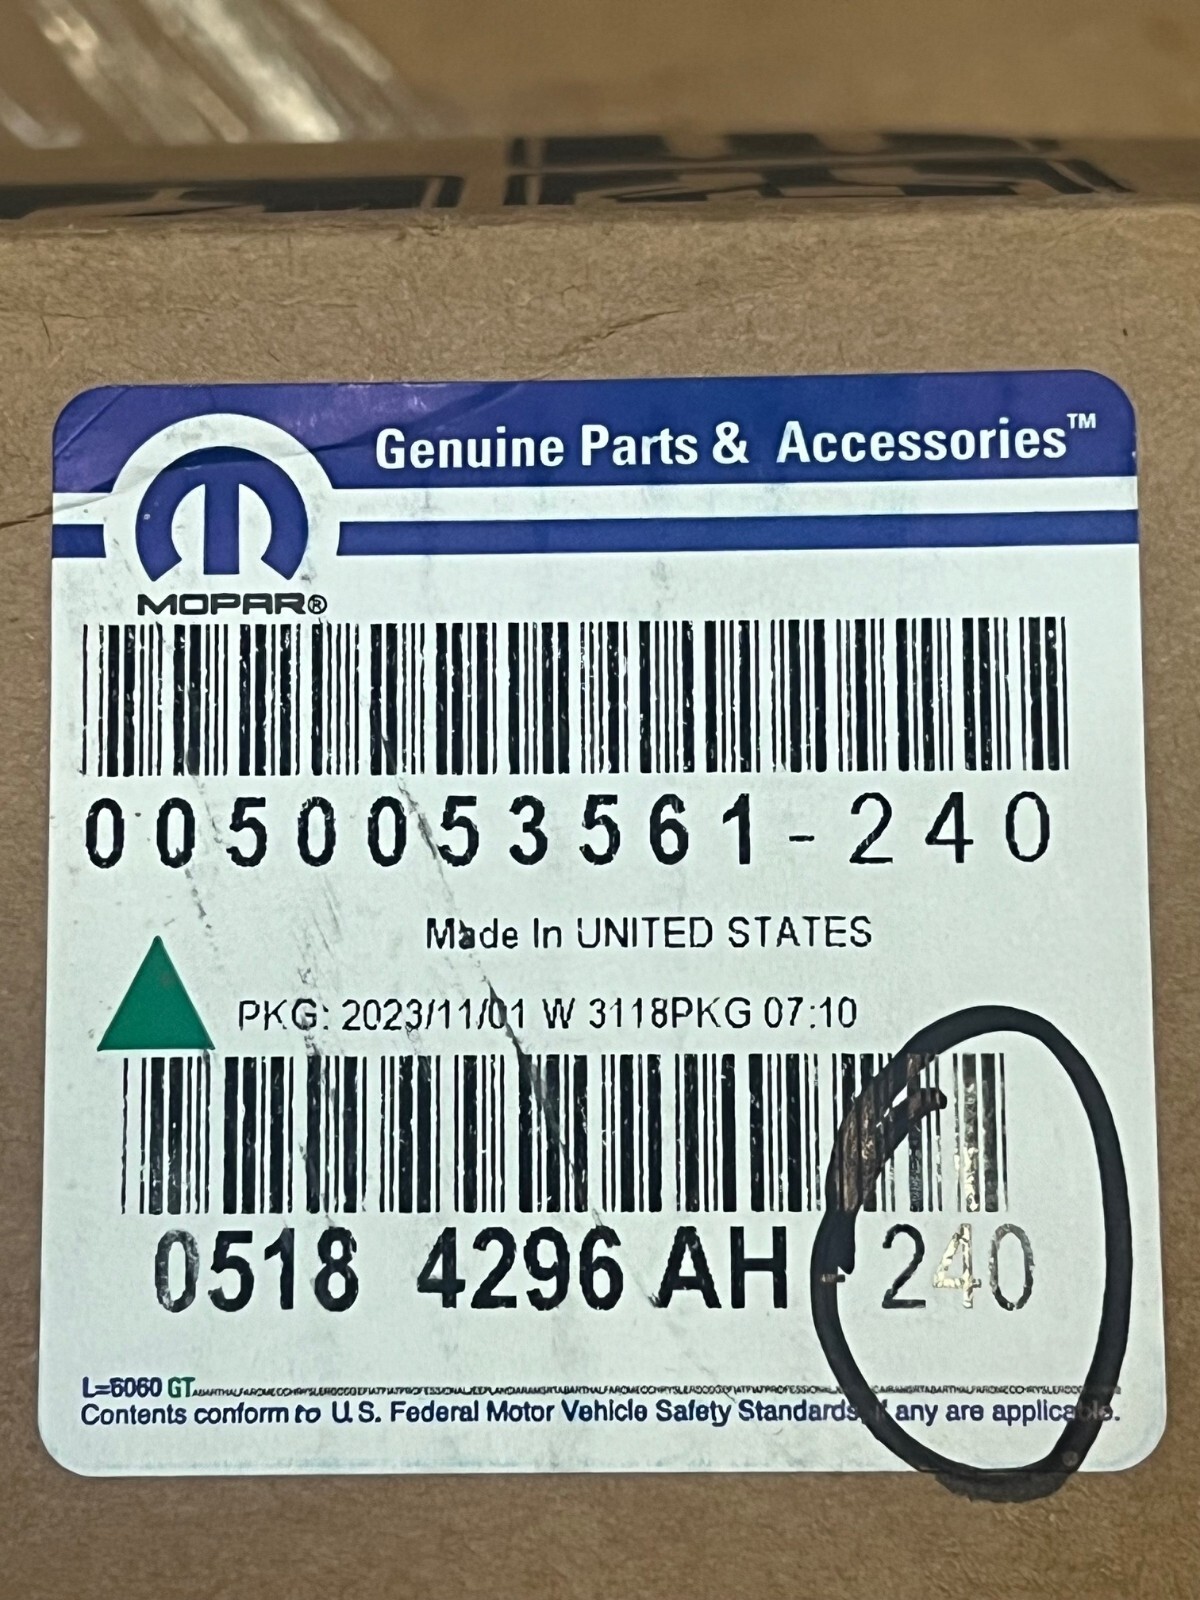 Genuine Parts & Accessories™
MOPAR®
0050053561-240
Made In UNITED STATES
PKG: 2023/11/01 W 3118PKG 07:10
0518 4296 AH - 240
L=6060 GT
Contents conform to U.S. Federal Motor Vehicle Safety Standards, if any are applicable.